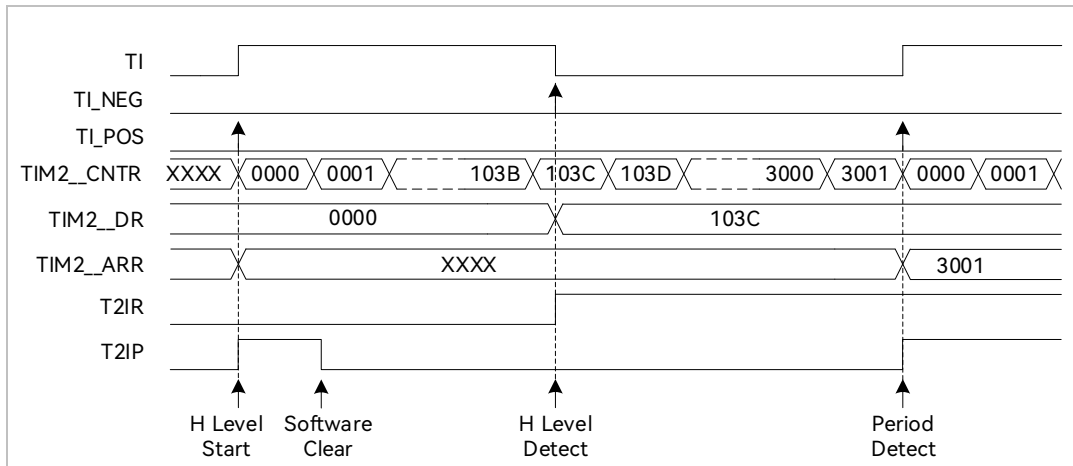 TI
TI_NEG
TI_POS
TIM2__CNTR XXXX 0000 0001 103B 103C 103D 3000 3001 0000 0001
TIM2__DR 0000 103C
TIM2__ARR XXXX 3001
T2IR
T2IP
H Level Software H Level Period
Start Clear Detect Detect